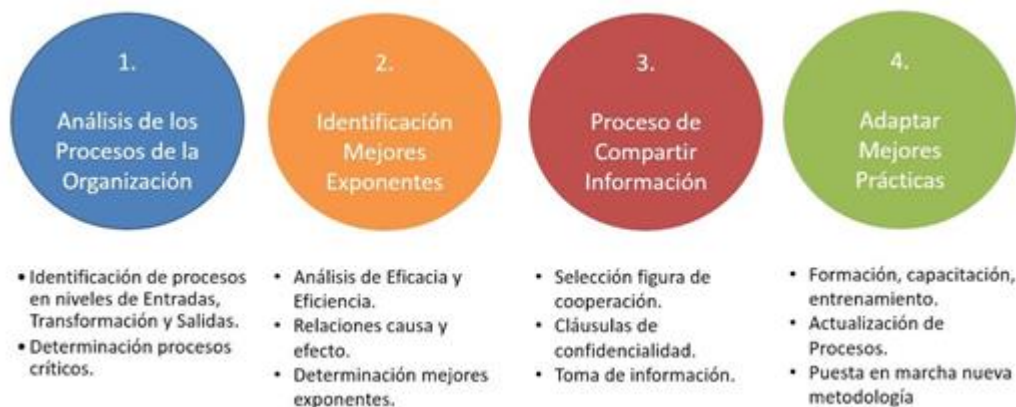 1.
Análisis de los
Procesos de la
Organización
2.
Identificación
Mejores
Exponentes
3.
Proceso de
Compartir
Información
4.
Adaptar
Mejores
Prácticas
• Identificación de procesos
en niveles de Entradas,
Transformación y Salidas.
• Determinación procesos
críticos.
• Análisis de Eficacia y
Eficiencia.
• Relaciones causa y
efecto.
• Determinación mejores
exponentes.
• Selección figura de
cooperación.
• Cláusulas de
confidencialidad.
• Toma de información.
• Formación, capacitación,
entrenamiento.
• Actualización de
Procesos.
• Puesta en marcha nueva
metodología